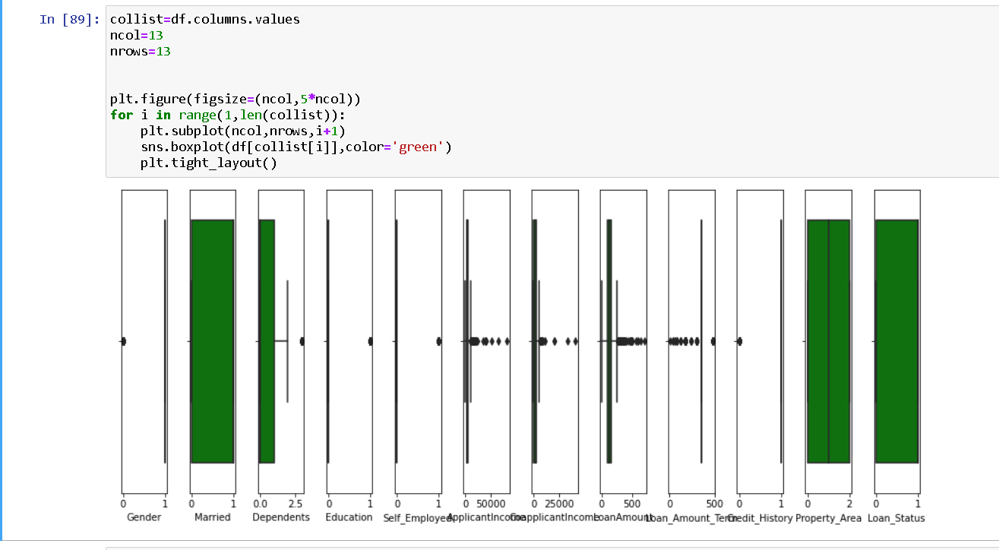 In [89]: collist=df.columns.values
ncol=13
nrows=13
plt.figure(figsize=(ncol,5*ncol))
for i in range(1,len(collist)):
    plt.subplot(ncol,nrows,i+1)
    sns.boxplot(df[collist[i]],color='green')
    plt.tight_layout()
0 1 0 1 0.0 2.5 0 1 0 1 0 50000 0 25000 0 500 0 500 0 1 0 2 0 1
Gender Married Dependents Education Self_Employed ApplicantIncome CoapplicantIncome LoanAmount Loan_Amount_Term Credit_History Property_Area Loan_Status